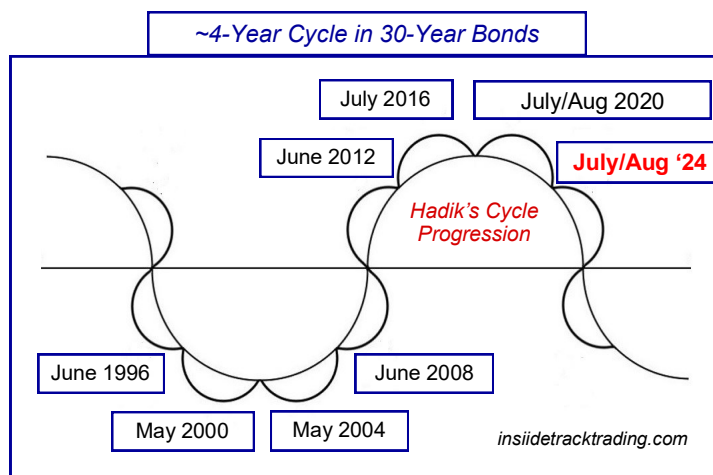 ~4-Year Cycle in 30-Year Bonds
July 2016
July/Aug 2020
June 2012
July/Aug ‘24
Hadik’s Cycle
Progression
June 1996
June 2008
May 2000
May 2004
insiidetracktrading.com